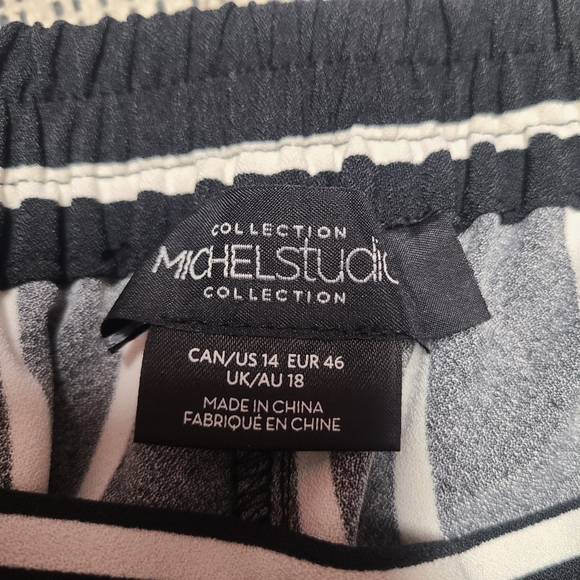 COLLECTION
MICHELstudio
COLLECTION
CAN/US 14 EUR 46
UK/AU 18
MADE IN CHINA
FABRIQUÉ EN CHINE